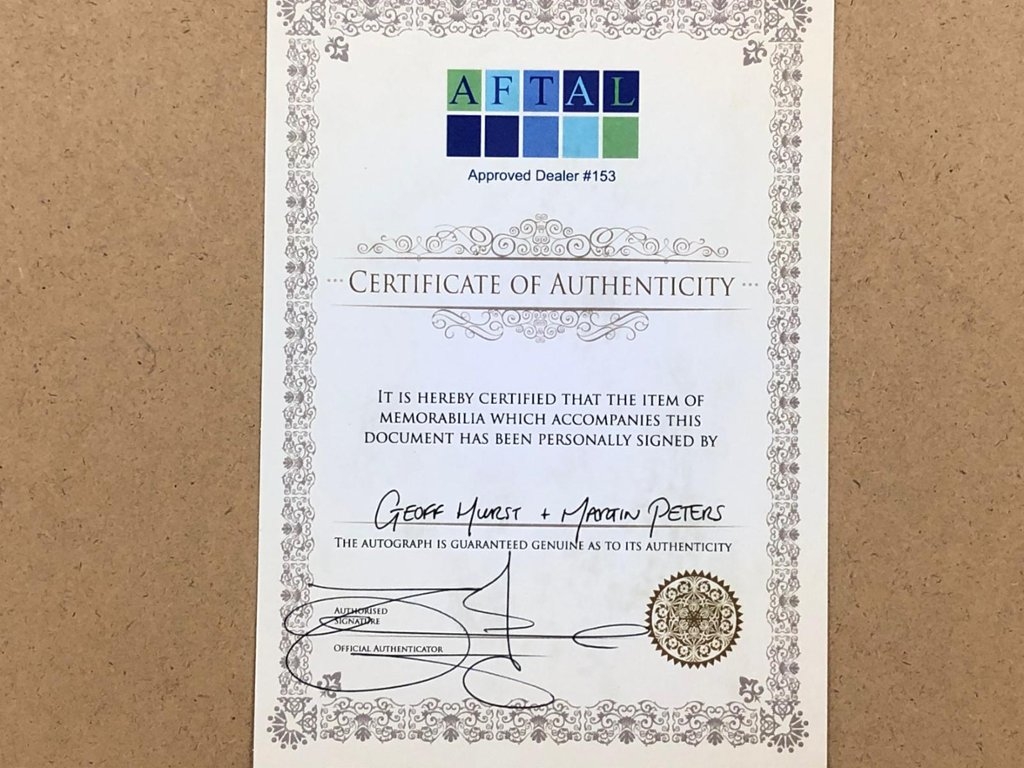 AFTAL
Approved Dealer #153
CERTIFICATE OF AUTHENTICITY
IT IS HEREBY CERTIFIED THAT THE ITEM OF
MEMORABILIA WHICH ACCOMPANIES THIS
DOCUMENT HAS BEEN PERSONALLY SIGNED BY
GEOFF HURST + MARTIN PETERS
THE AUTOGRAPH IS GUARANTEED GENUINE AS TO ITS AUTHENTICITY
AUTHORISED
SIGNATURE
OFFICIAL AUTHENTICATOR